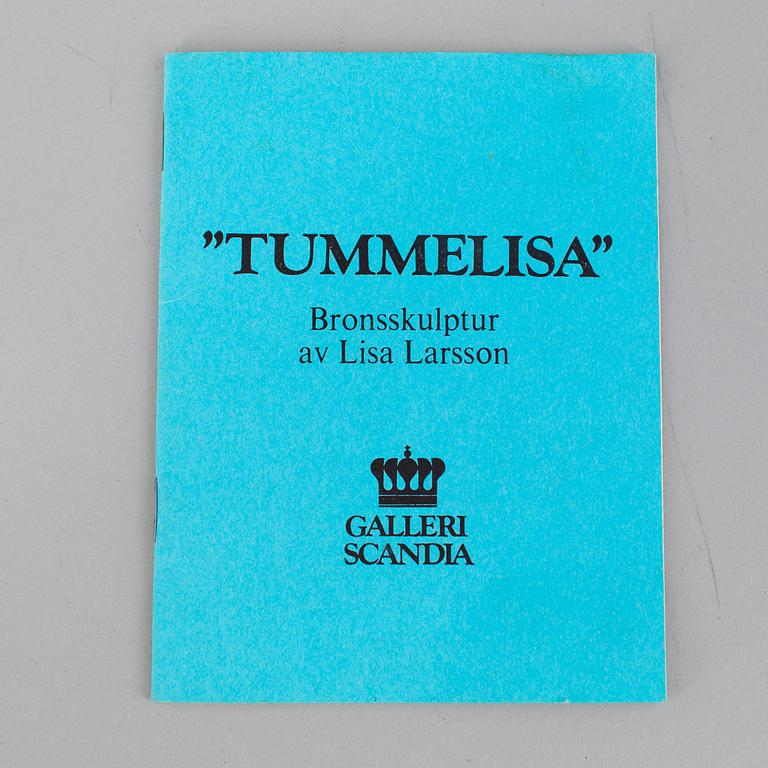 ”TUMMELISA”
Bronsskulptur
av Lisa Larsson
GALLERI
SCANDIA